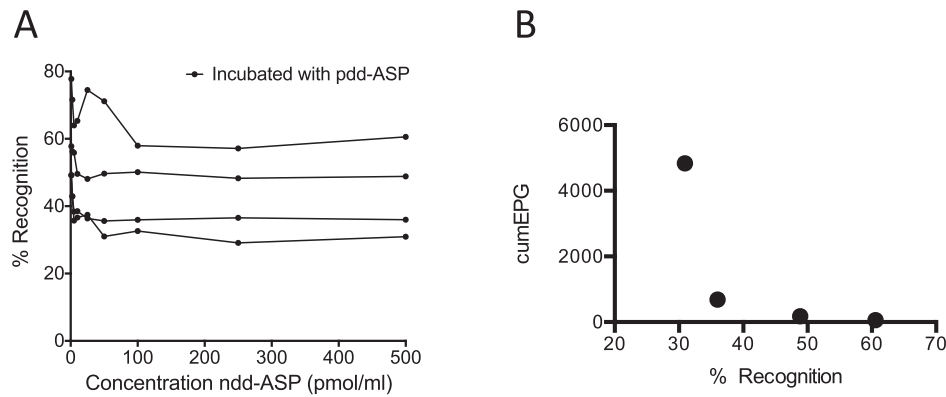 A
B
Incubated with pdd-ASP
80
60
40
20
0
% Recognition
0 100 200 300 400 500
Concentration ndd-ASP (pmol/ml)
6000
4000
2000
0
cumEPG
20 30 40 50 60 70
% Recognition